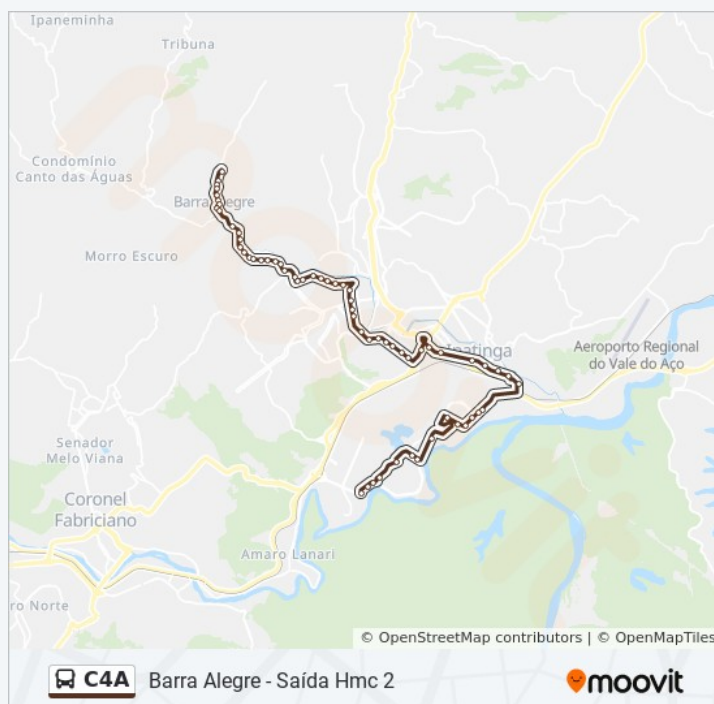 Ipaneminha
Tribuna
Condomínio
Canto das Águas
Barra Alegre
Morro Escuro
Ipatinga
Aeroporto Regional
do Vale do Aço
Senador
Melo Viana
Coronel
Fabriciano
Amaro Lanari
ro Norte
© OpenStreetMap contributors | © OpenMapTiles
C4A Barra Alegre - Saída Hmc 2
moovit